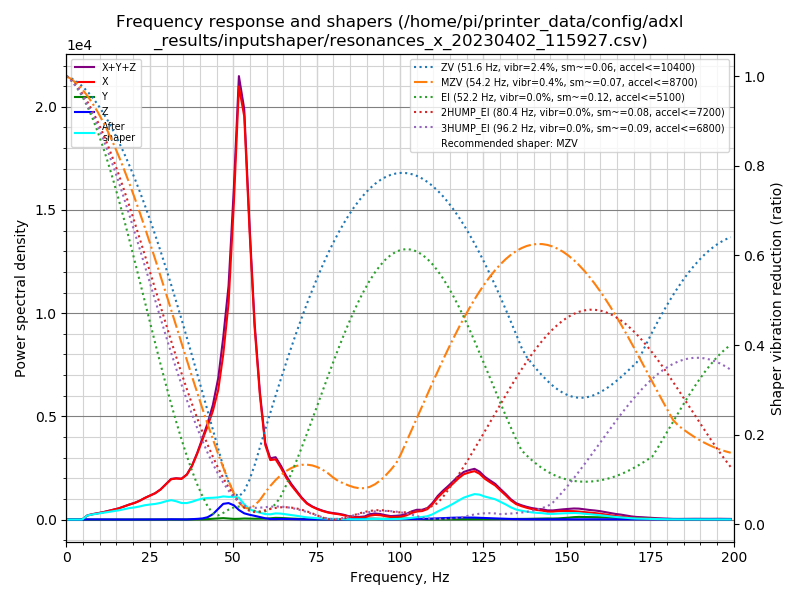 Frequency response and shapers (/home/pi/printer_data/config/adxl
_results/inputshaper/resonances_x_20230402_115927.csv)
1e4
X+Y+Z
X
Y
Z
After
shaper
ZV (51.6 Hz, vibr=2.4%, sm~=0.06, accel<=10400)
MZV (54.2 Hz, vibr=0.4%, sm~=0.07, accel<=8700)
EI (52.2 Hz, vibr=0.0%, sm~=0.12, accel<=5100)
2HUMP_EI (80.4 Hz, vibr=0.0%, sm~=0.08, accel<=7200)
3HUMP_EI (96.2 Hz, vibr=0.0%, sm~=0.09, accel<=6800)
Recommended shaper: MZV
Power spectral density
2.0
1.5
1.0
0.5
0.0
1.0
0.8
0.6
0.4
0.2
0.0
Shaper vibration reduction (ratio)
0 25 50 75 100 125 150 175 200
Frequency, Hz